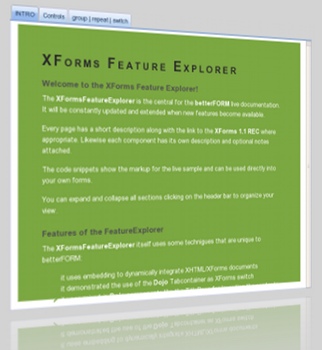 INTRO Controls group | repeat | switch
XForms Feature Explorer
Welcome to the XForms Feature Explorer!
The XFormsFeatureExplorer is the central for the betterFORM live documentation.
It will be constantly updated and extended when new features become available.
Every page has a short description along with the link to the XForms 1.1 REC where
appropriate. Likewise each component has its own description and optional notes
attached.
The code snippets show the markup for the live sample and can be used directly into
your own forms.
You can expand and collapse all sections clicking on the header bar to organize your
view.
Features of the FeatureExplorer
The XFormsFeatureExplorer itself uses some techniques that are unique to
betterFORM:
it uses embedding to dynamically integrate XHTML/XForms documents
it demonstrated the use of the Dojo Tabcontainer as XForms switch